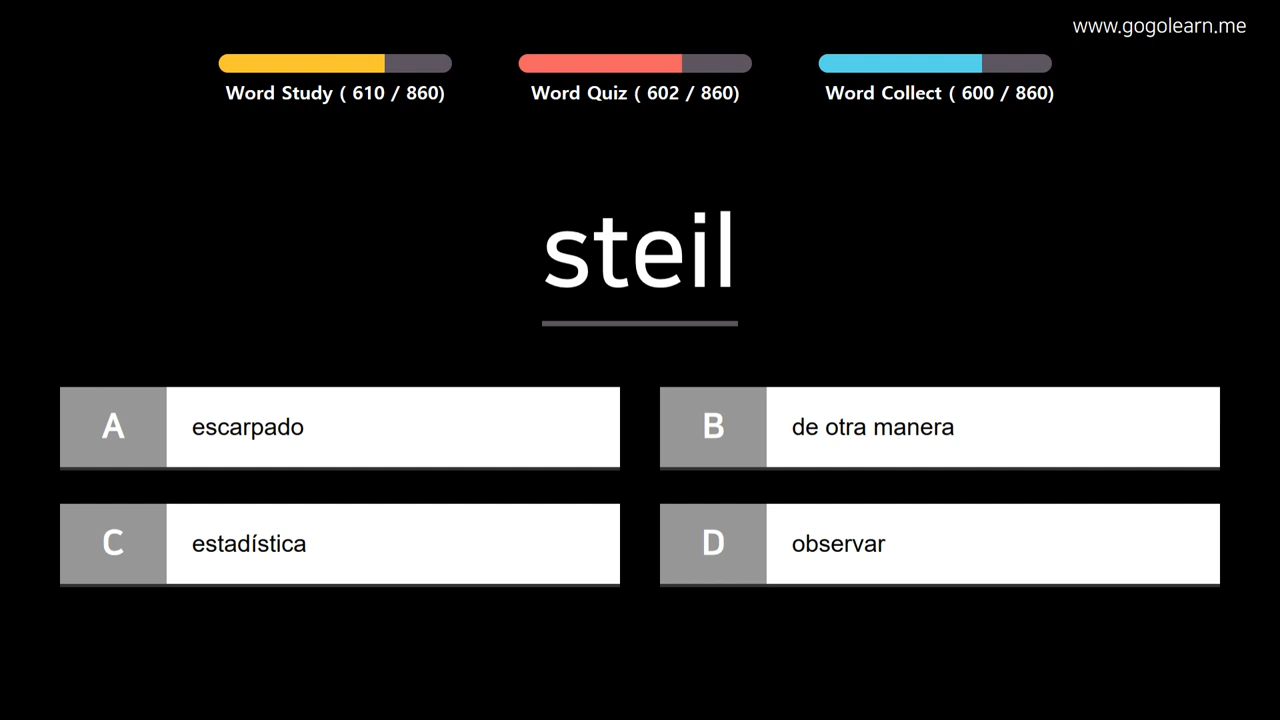 www.gogolearn.me
Word Study ( 610 / 860)
Word Quiz ( 602 / 860)
Word Collect ( 600 / 860)
steil
A escarpado
B de otra manera
C estadística
D observar